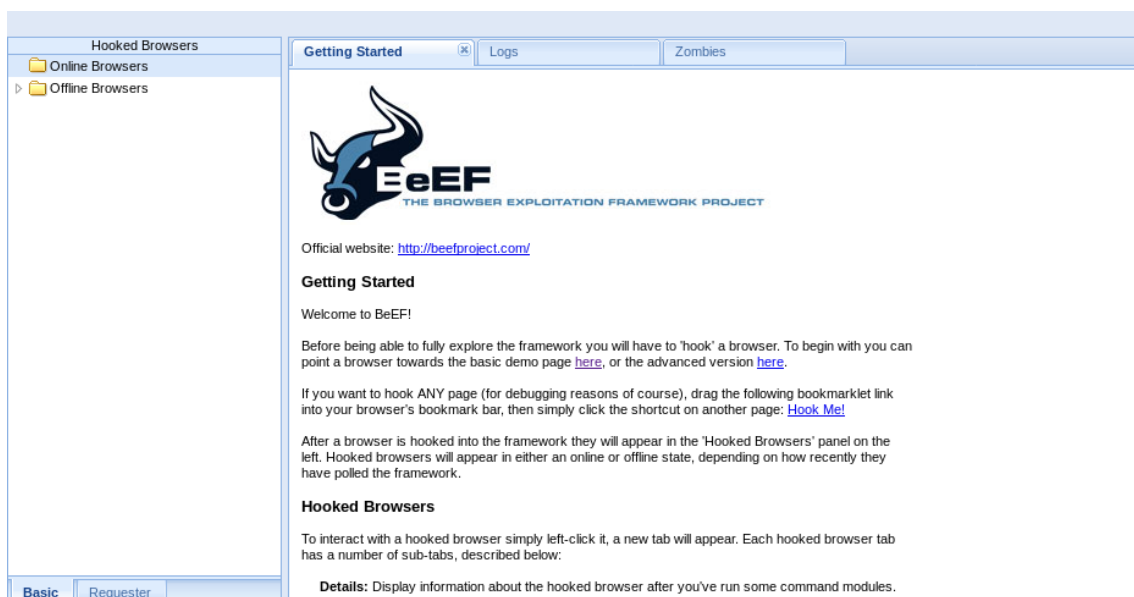 Hooked Browsers
Online Browsers
Offline Browsers
Basic
Requester
Getting Started
Logs
Zombies
BeEF
THE BROWSER EXPLOITATION FRAMEWORK PROJECT
Official website: http://beefproject.com/
Getting Started
Welcome to BeEF!
Before being able to fully explore the framework you will have to 'hook' a browser. To begin with you can
point a browser towards the basic demo page here, or the advanced version here.
If you want to hook ANY page (for debugging reasons of course), drag the following bookmarklet link
into your browser's bookmark bar, then simply click the shortcut on another page: Hook Me!
After a browser is hooked into the framework they will appear in the 'Hooked Browsers' panel on the
left. Hooked browsers will appear in either an online or offline state, depending on how recently they
have polled the framework.
Hooked Browsers
To interact with a hooked browser simply left-click it, a new tab will appear. Each hooked browser tab
has a number of sub-tabs, described below:
Details: Display information about the hooked browser after you've run some command modules.